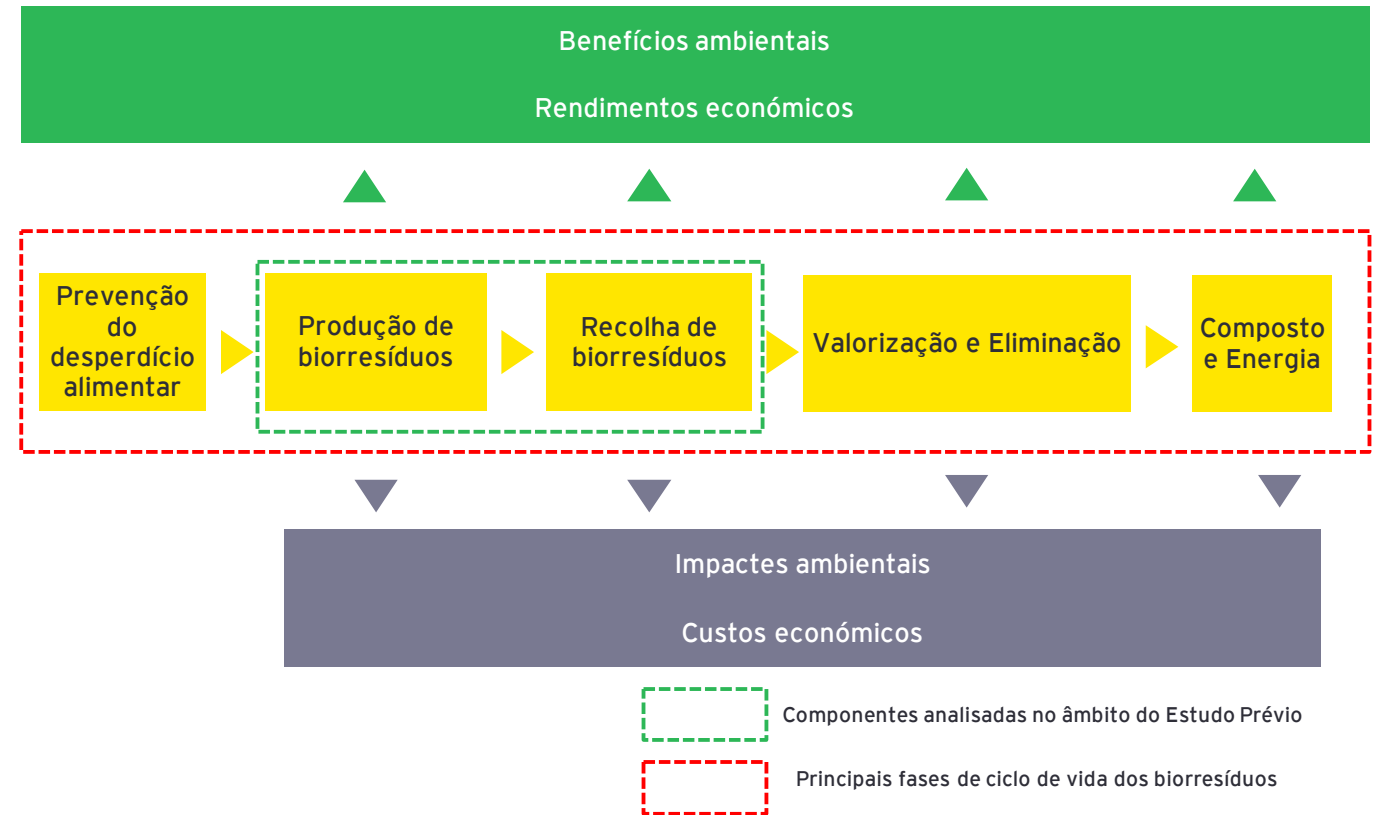 Benefícios ambientais
Rendimentos económicos
Prevenção
do
desperdício
alimentar
Produção de
biorresíduos
Recolha de
biorresíduos
Valorização e Eliminação
Composto
e Energia
Impactes ambientais
Custos económicos
Componentes analisadas no âmbito do Estudo Prévio
Principais fases de ciclo de vida dos biorresíduos